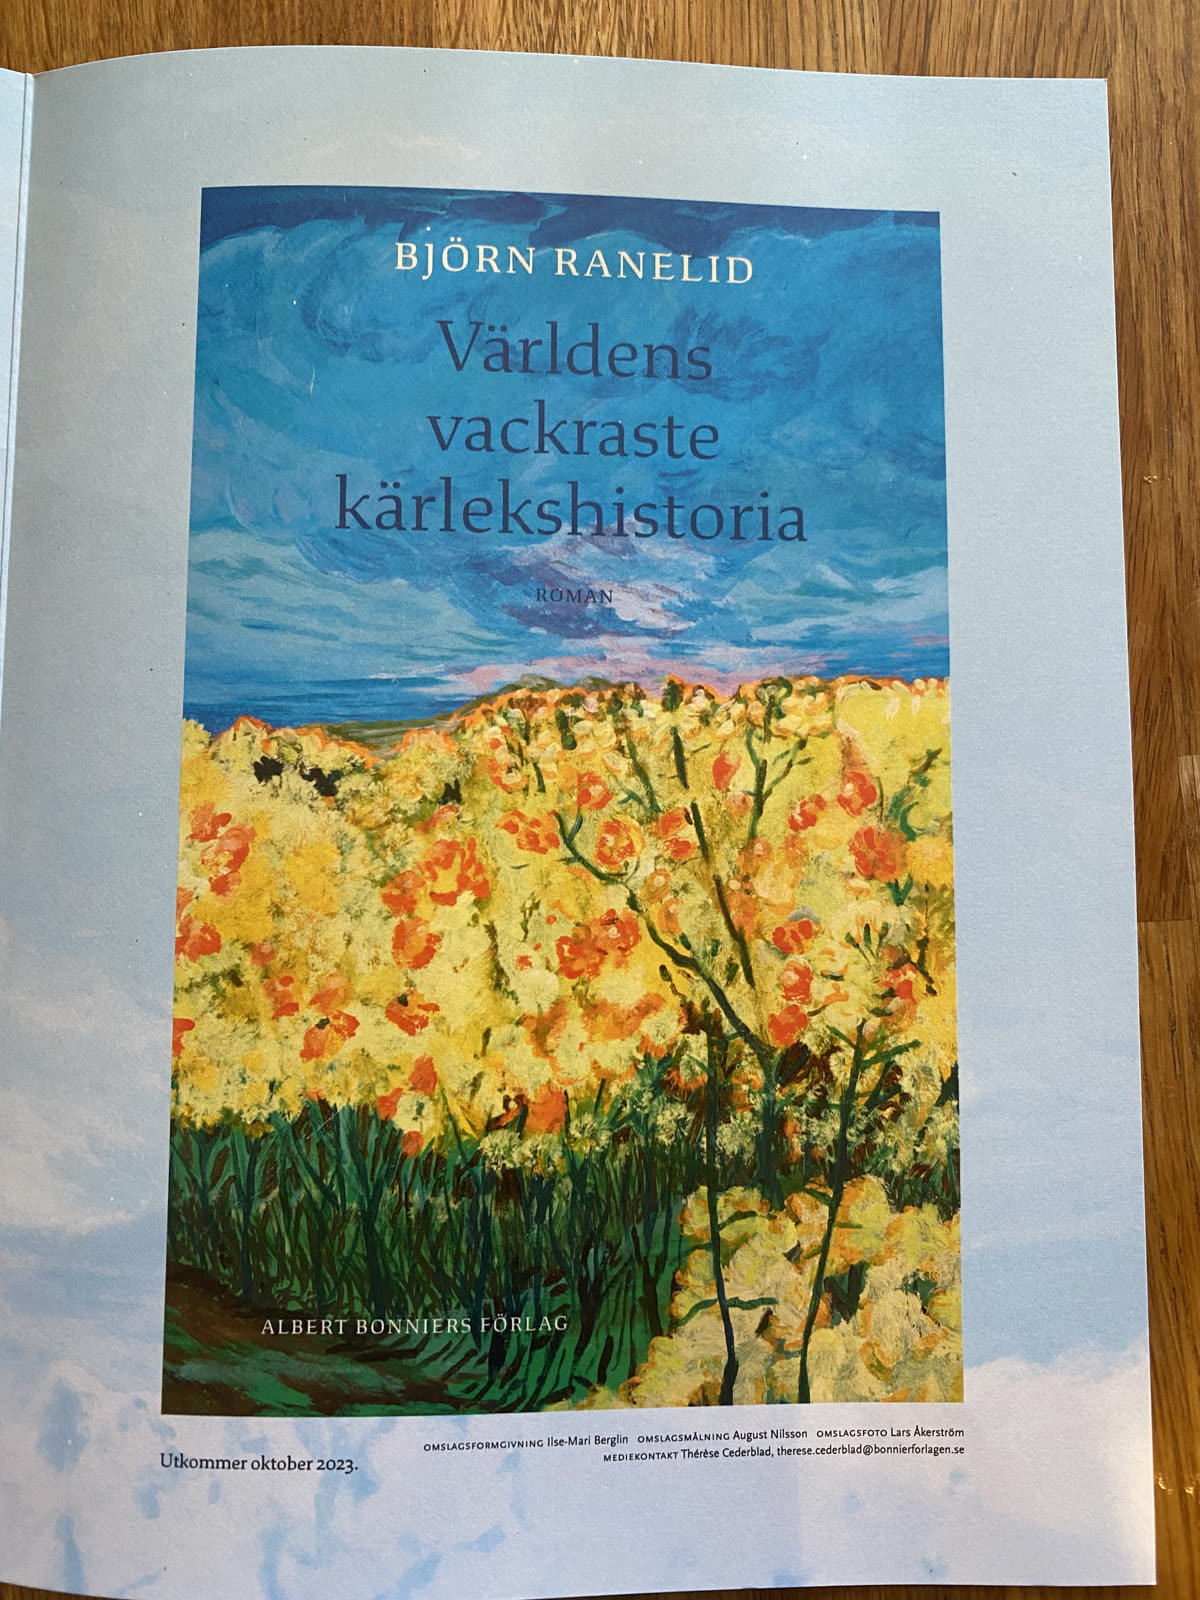 BJÖRN RANELID
Världens
vackraste
kärlekshistoria
ROMAN
ALBERT BONNIERS FÖRLAG
Utkommer oktober 2023.
OMSLAGSFORMGIVNING Ilse-Mari Berglin OMSLAGSMÅLNING August Nilsson OMSLAGSFOTO Lars Åkerström
MEDIEKONTAKT Thérèse Cederblad, therese.cederblad@bonnierforlagen.se